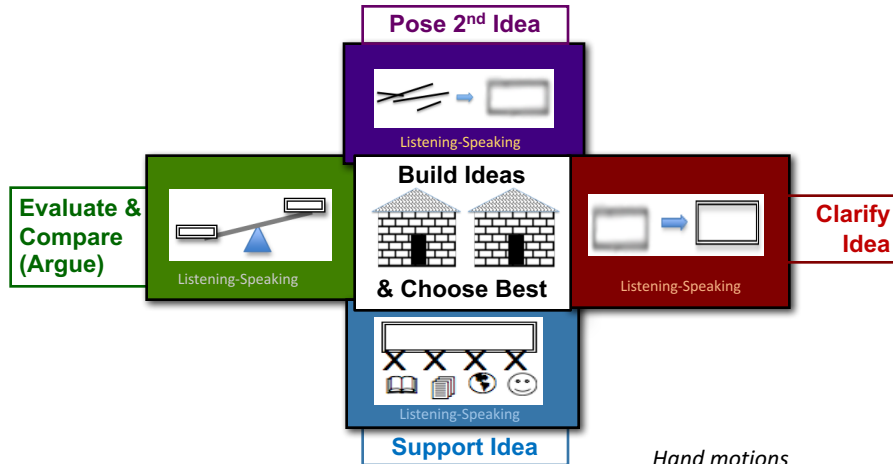 Pose 2nd Idea
Listening-Speaking
Build Ideas
Evaluate &
Compare
(Argue)
Clarify
Idea
Listening-Speaking
Listening-Speaking
& Choose Best
Listening-Speaking
Support Idea
Hand motions